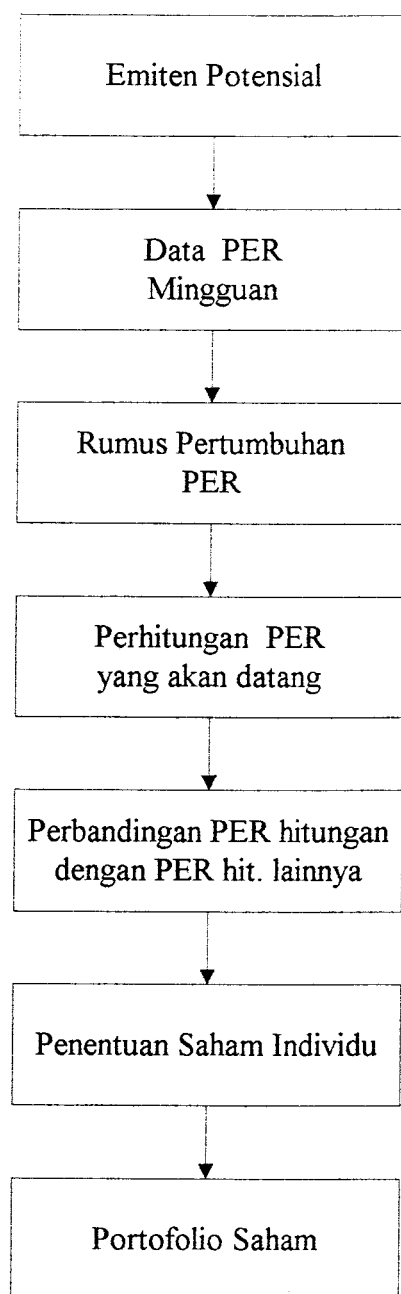 Emiten Potensial
Data PER
Mingguan
Rumus Pertumbuhan
PER
Perhitungan PER
yang akan datang
Perbandingan PER hitungan
dengan PER hit. lainnya
Penentuan Saham Individu
Portofolio Saham